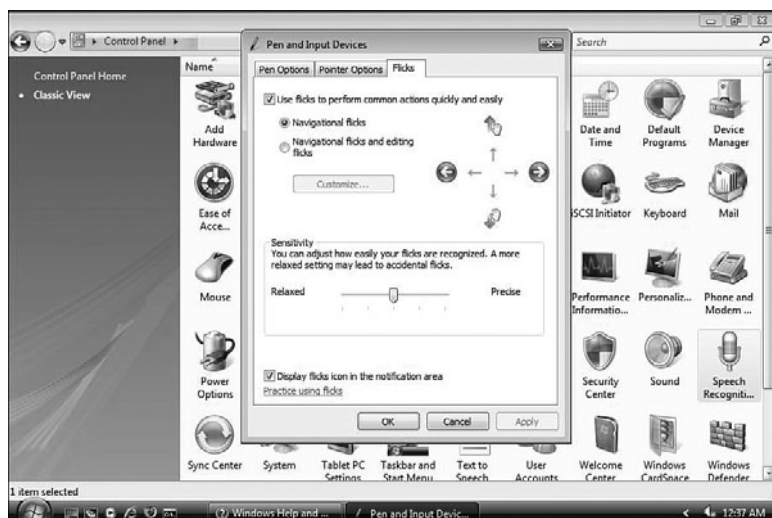 Control Panel
Search
Control Panel Home
Classic View
Name
Pen and Input Devices
Pen Options Pointer Options Flicks
Use flicks to perform common actions quickly and easily
Navigational flicks
Navigational flicks and editing
flicks
Customize...
Sensitivity
You can adjust how easily your flicks are recognized. A more
relaxed setting may lead to accidental flicks.
Relaxed Precise
Display flicks icon in the notification area
Practice using flicks
OK Cancel Apply
Add
Hardware
Date and
Time
Default
Programs
Device
Manager
Ease of
Acce...
iSCSI Initiator
Keyboard
Mail
Mouse
Performance
Informatio...
Personaliz...
Phone and
Modem ...
Power
Options
Security
Center
Sound
Speech
Recogniti...
Sync Center
System
Tablet PC
Settings
Taskbar and
Start Menu
Text to
Speech
User
Accounts
Welcome
Center
Windows
CardSpace
Windows
Defender
1 item selected
(?) Windows Help and ...
Pen and Input Devic...
12:37 AM